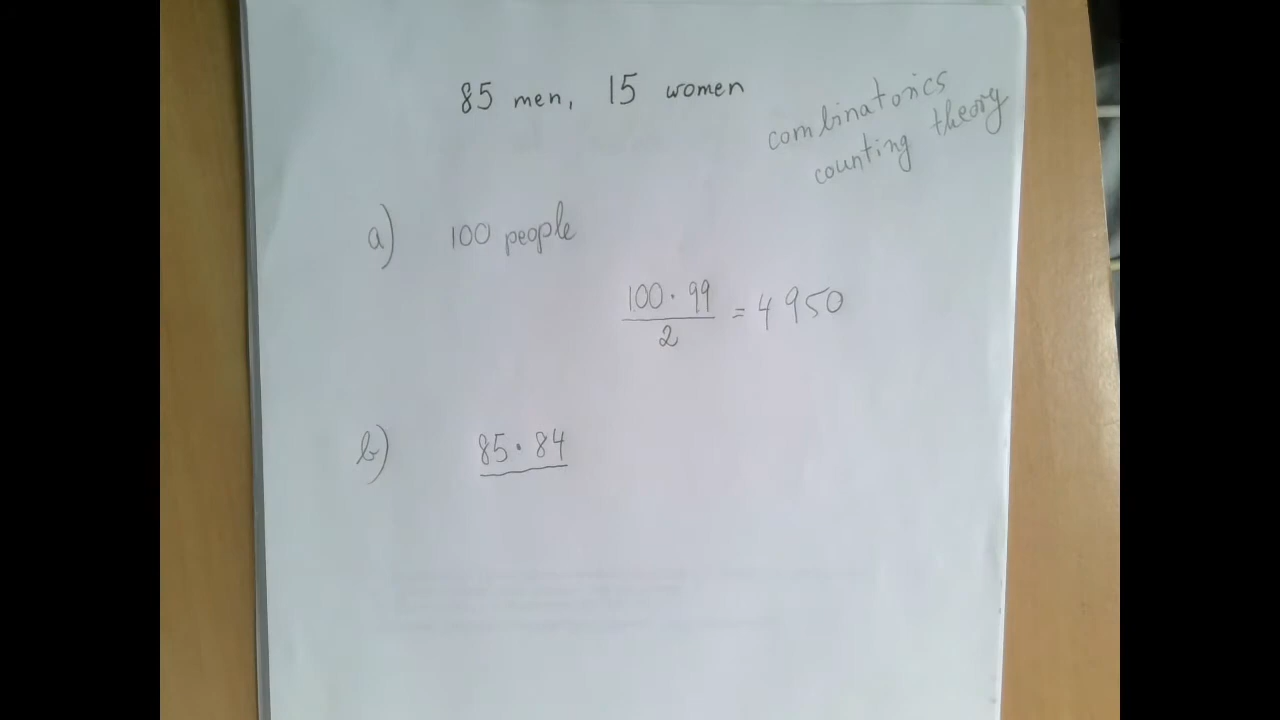 85 men, 15 women
combinatorics
counting theory
a) 100 people
100 · 99
2
= 4950
b) 85 · 84